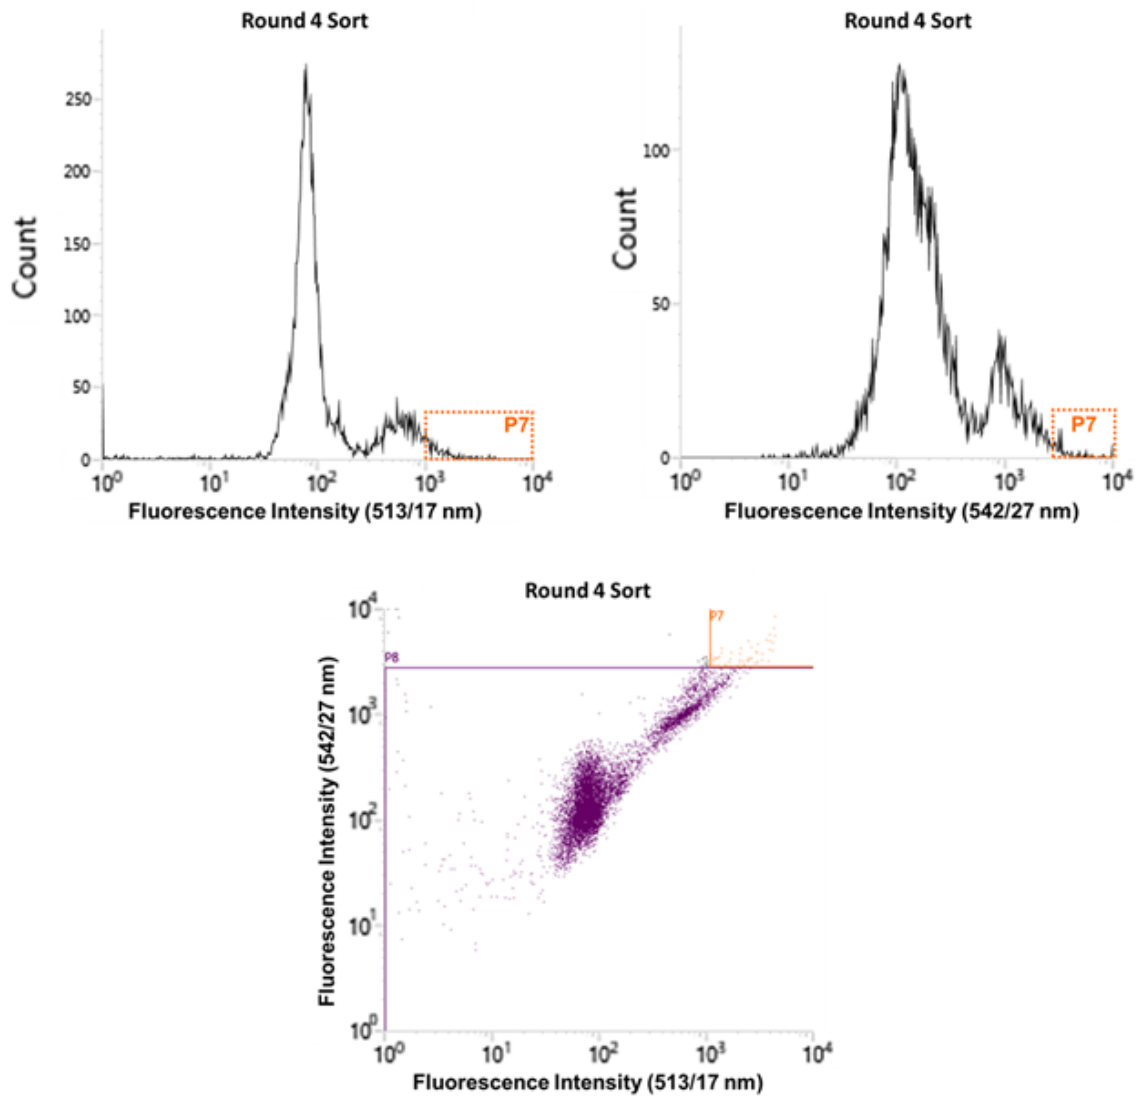 Round 4 Sort
Count
250
200
150
100
50
0
P7
10⁰ 10¹ 10² 10³ 10⁴
Fluorescence Intensity (513/17 nm)
Round 4 Sort
Count
100
50
0
P7
10⁰ 10¹ 10² 10³ 10⁴
Fluorescence Intensity (542/27 nm)
Round 4 Sort
Fluorescence Intensity (542/27 nm)
10⁴
10³
10²
10¹
10⁰
P7
P8
10⁰ 10¹ 10² 10³ 10⁴
Fluorescence Intensity (513/17 nm)